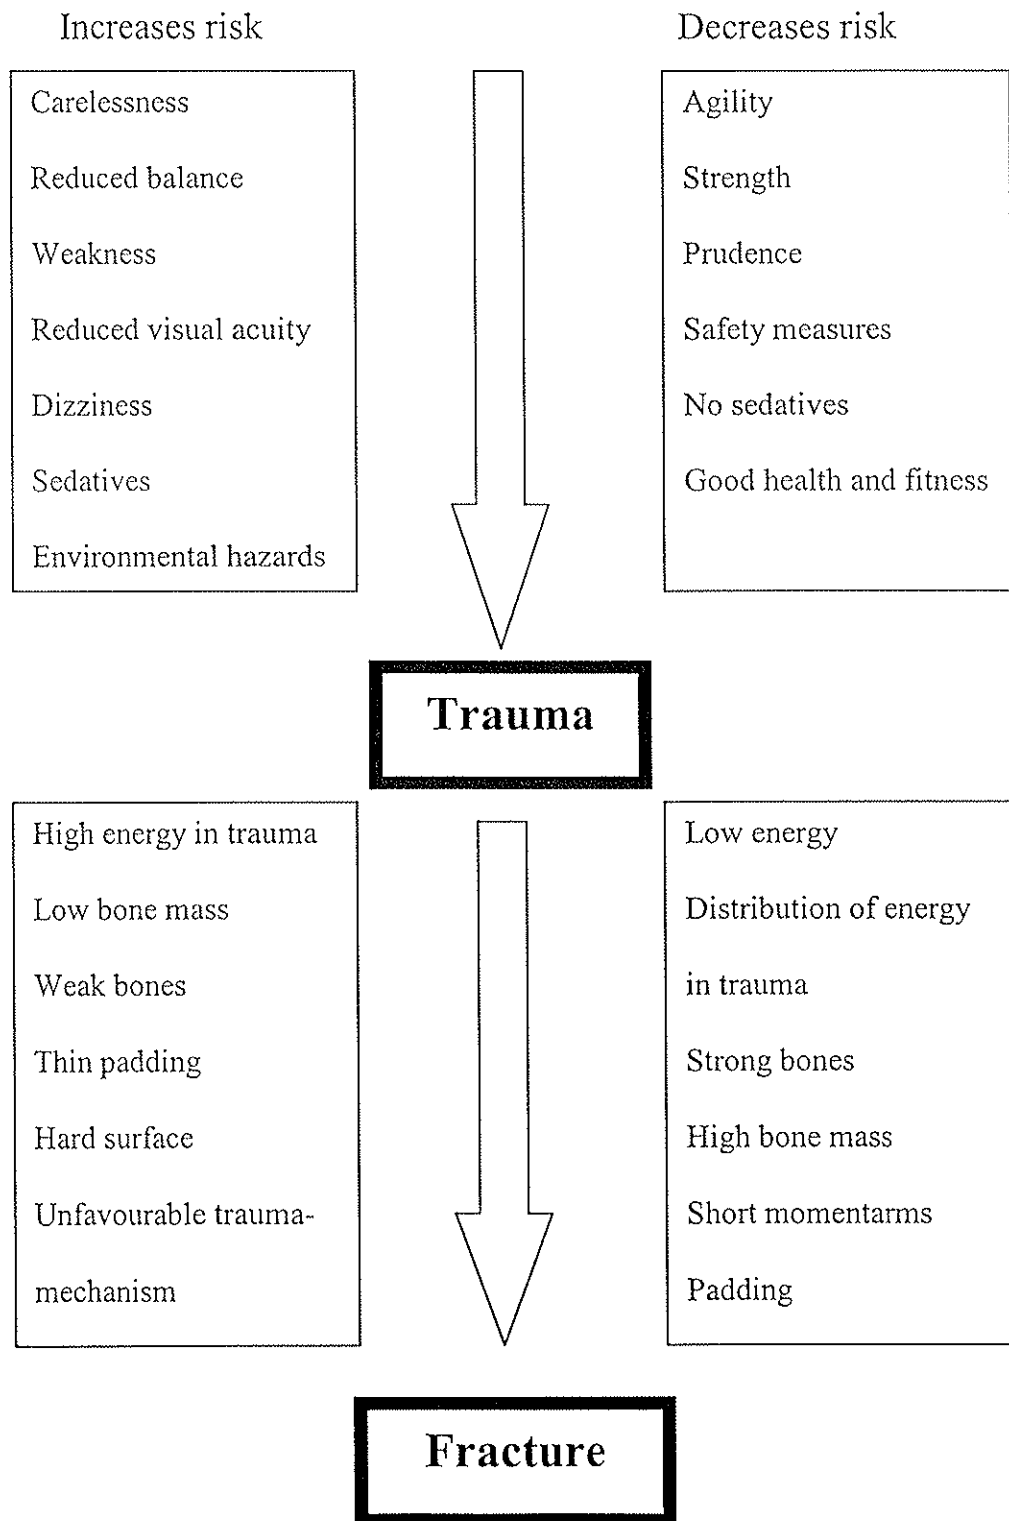 Increases risk
Decreases risk
Carelessness
Reduced balance
Weakness
Reduced visual acuity
Dizziness
Sedatives
Environmental hazards
Agility
Strength
Prudence
Safety measures
No sedatives
Good health and fitness
Trauma
High energy in trauma
Low bone mass
Weak bones
Thin padding
Hard surface
Unfavourable trauma-
mechanism
Low energy
Distribution of energy
in trauma
Strong bones
High bone mass
Short momentarms
Padding
Fracture